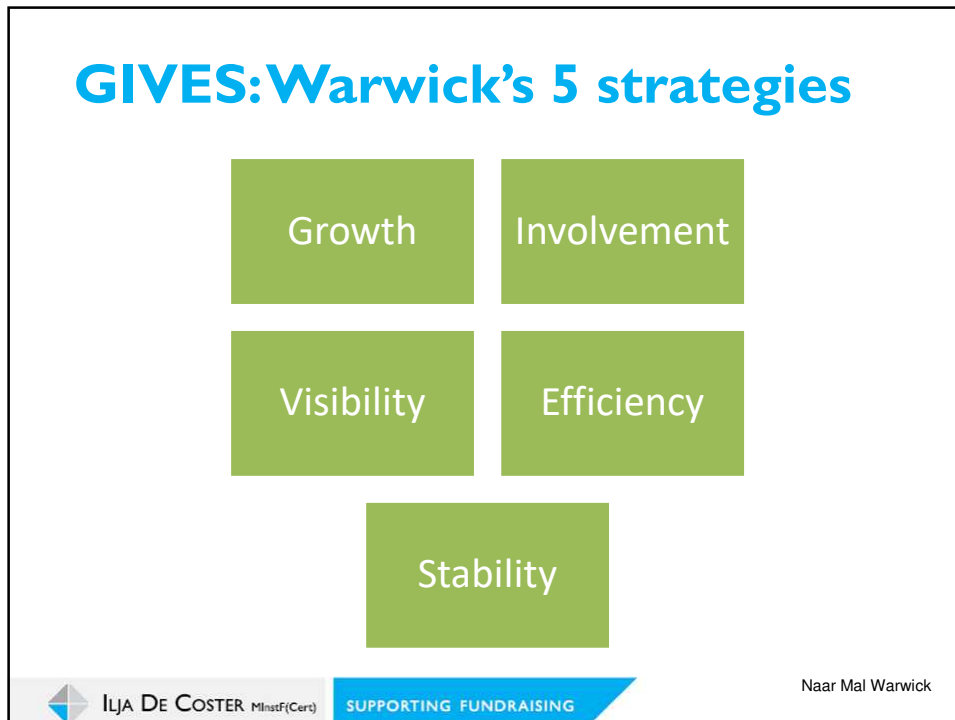 GIVES: Warwick's 5 strategies
Growth
Involvement
Visibility
Efficiency
Stability
ILJA DE COSTER MInstF(Cert)
SUPPORTING FUNDRAISING
Naar Mal Warwick